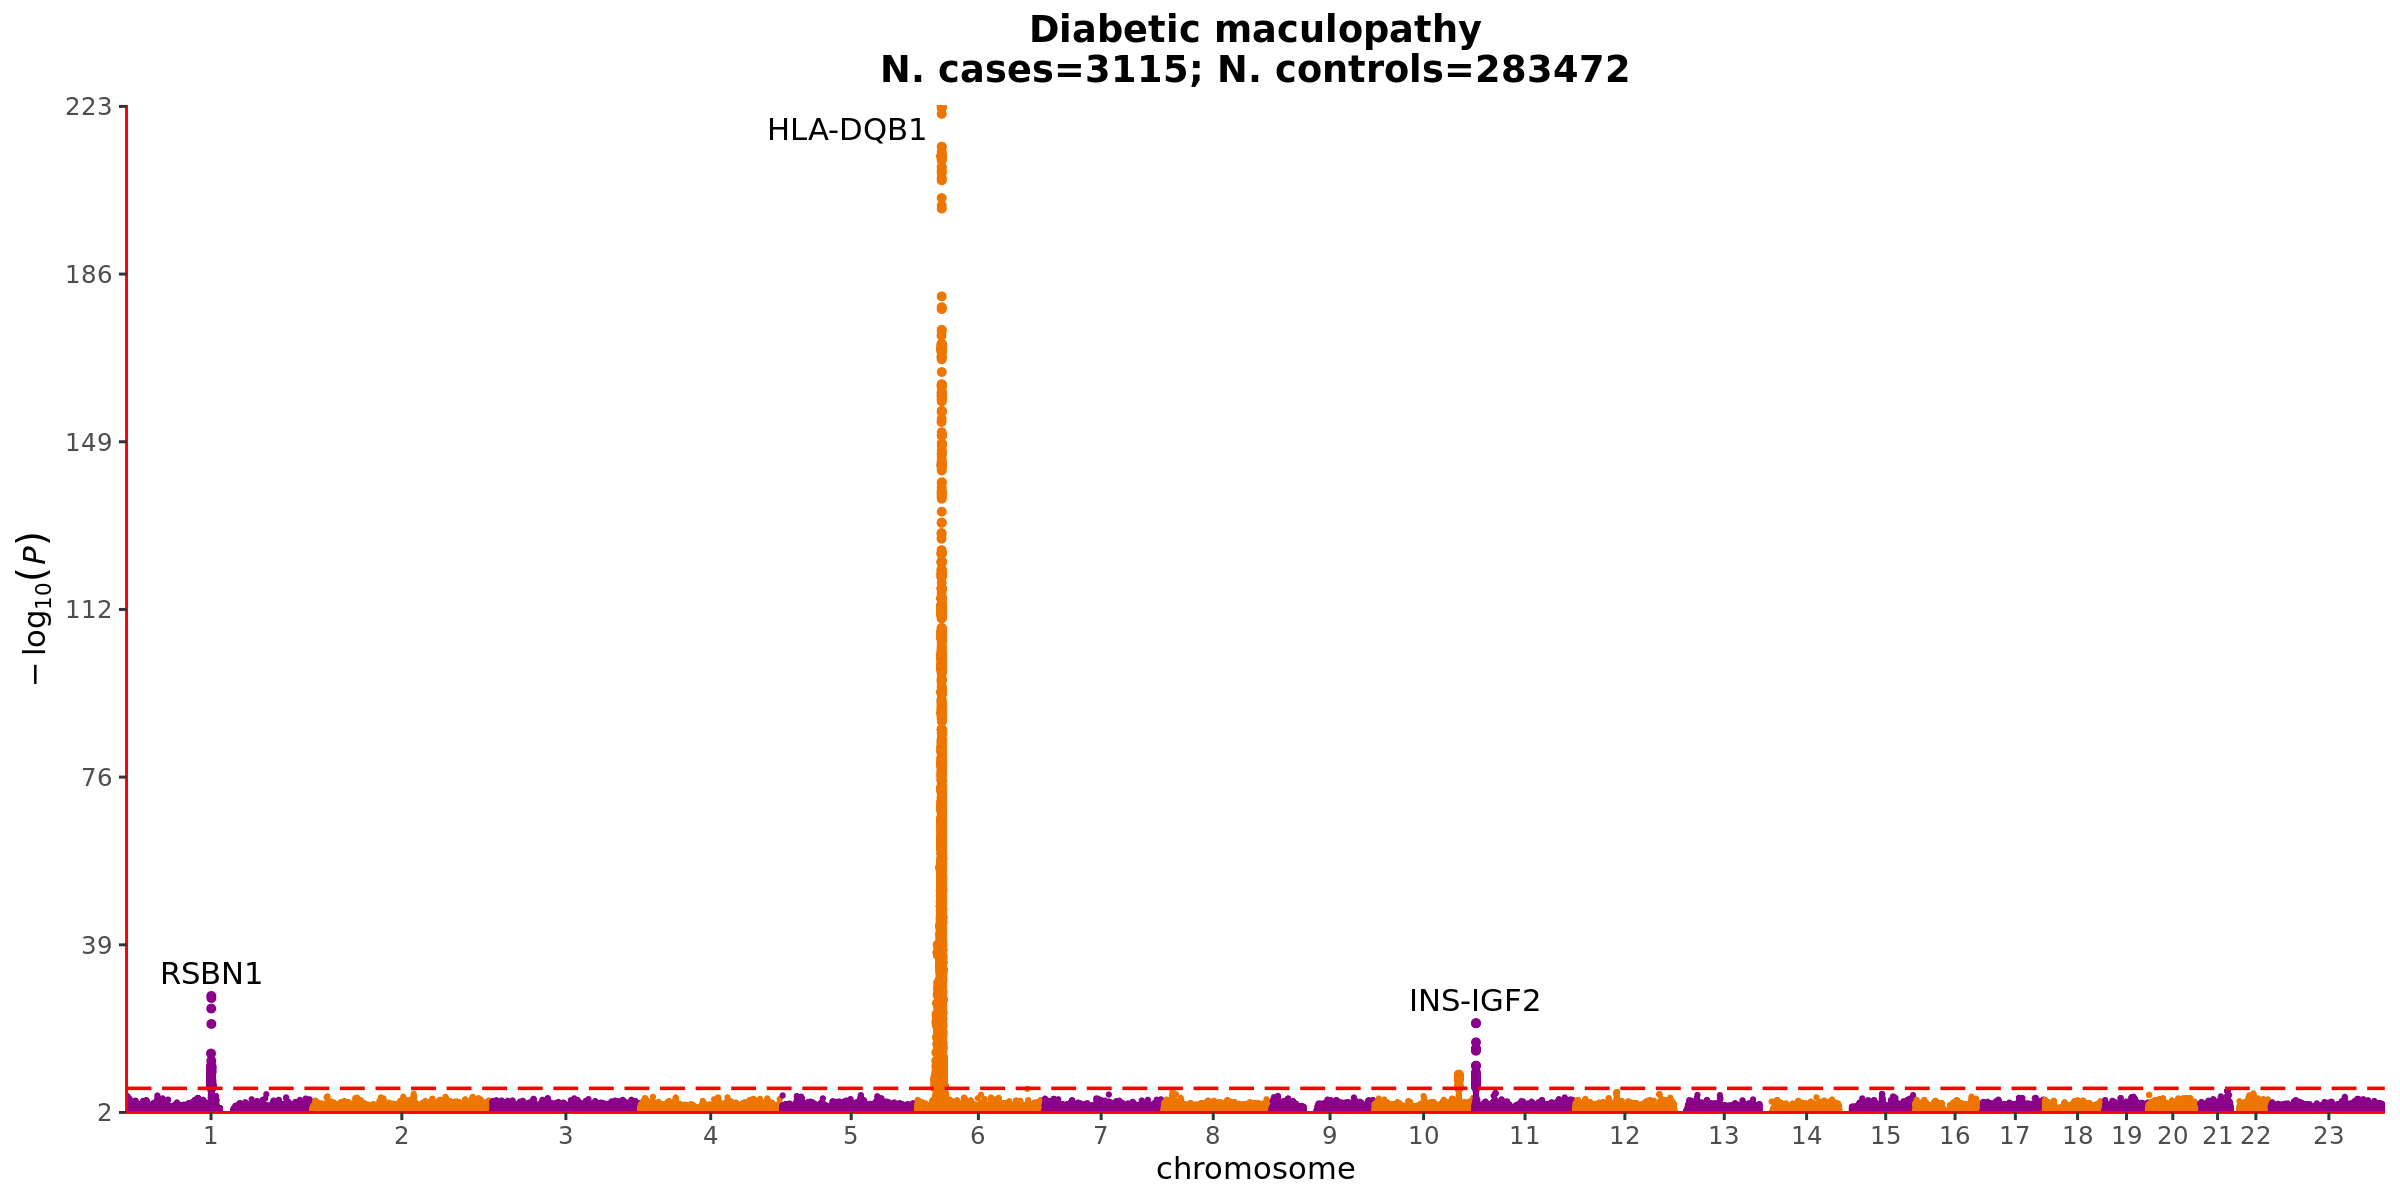 Diabetic maculopathy
N. cases=3115; N. controls=283472
223
HLA-DQB1
186
149
−log10(P)
112
76
39
RSBN1
INS-IGF2
2
1 2 3 4 5 6 7 8 9 10 11 12 13 14 15 16 17 18 19 20 21 22 23
chromosome